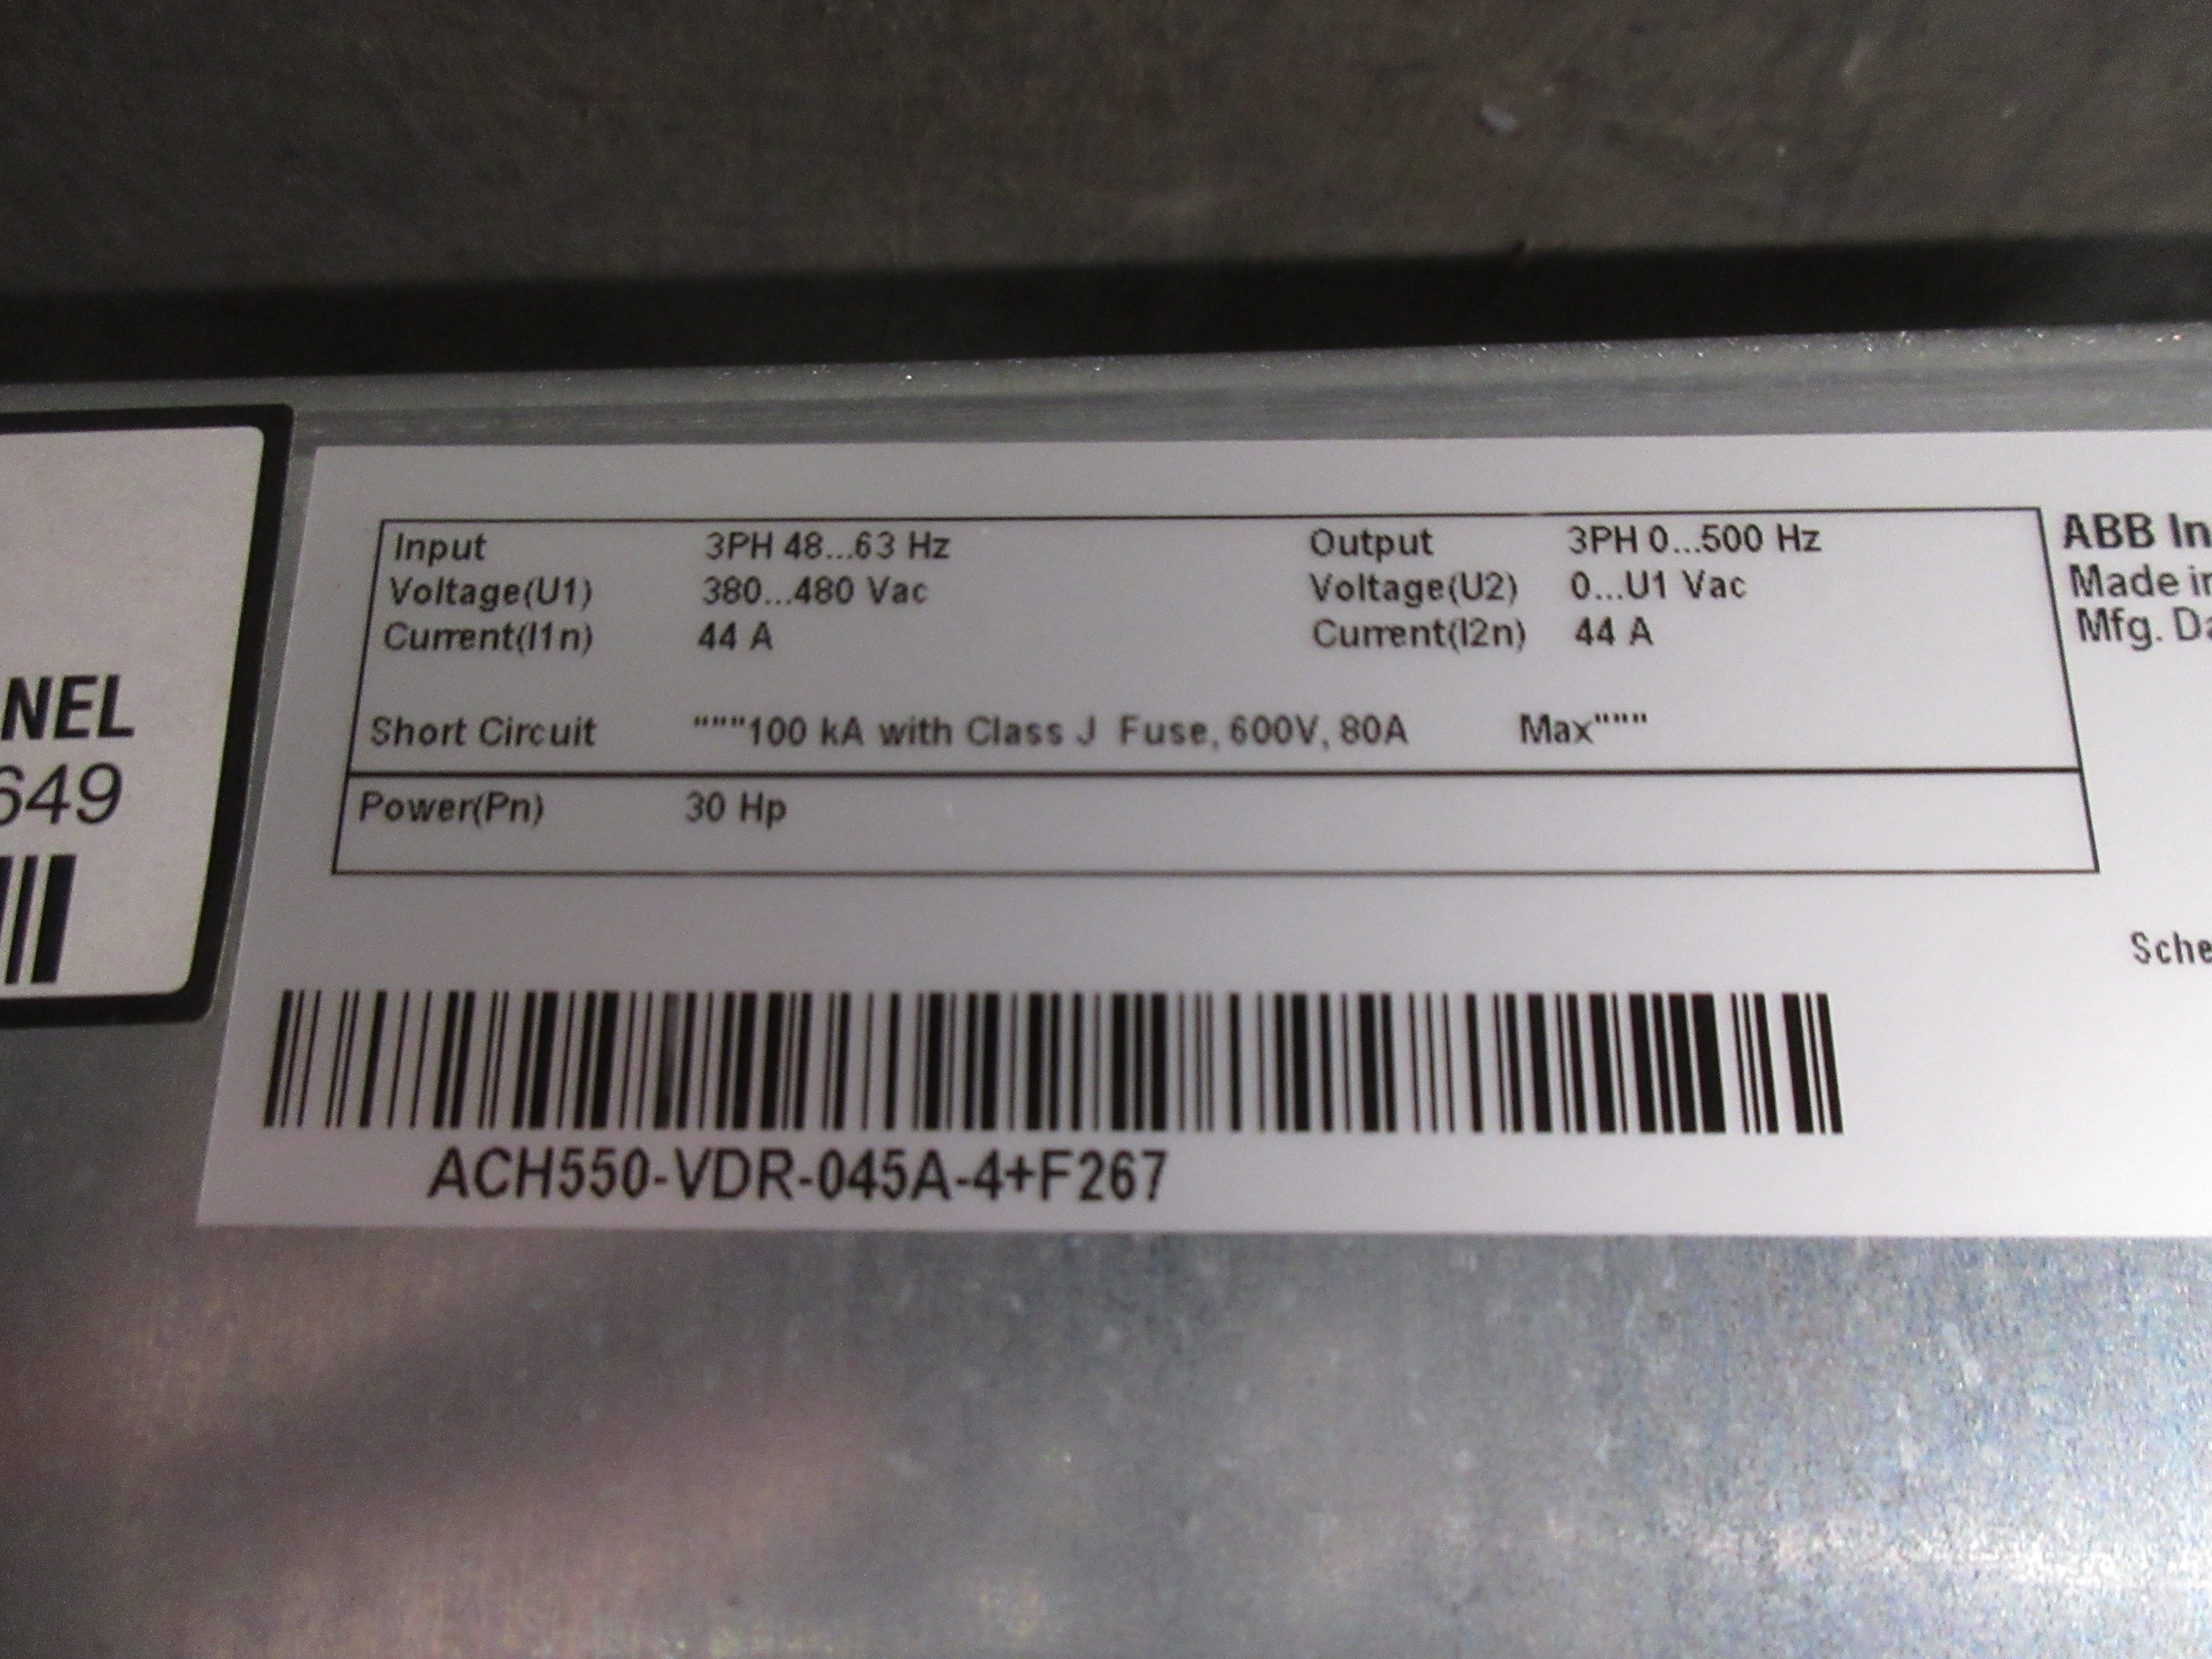 NEL
649
Input 3PH 48...63 Hz Output 3PH 0...500 Hz
Voltage(U1) 380...480 Vac Voltage(U2) 0...U1 Vac
Current(I1n) 44 A Current(I2n) 44 A
Short Circuit """100 kA with Class J Fuse, 600V, 80A Max"""
Power(Pn) 30 Hp
ABB In
Made in
Mfg. Da
Sche
ACH550-VDR-045A-4+F267